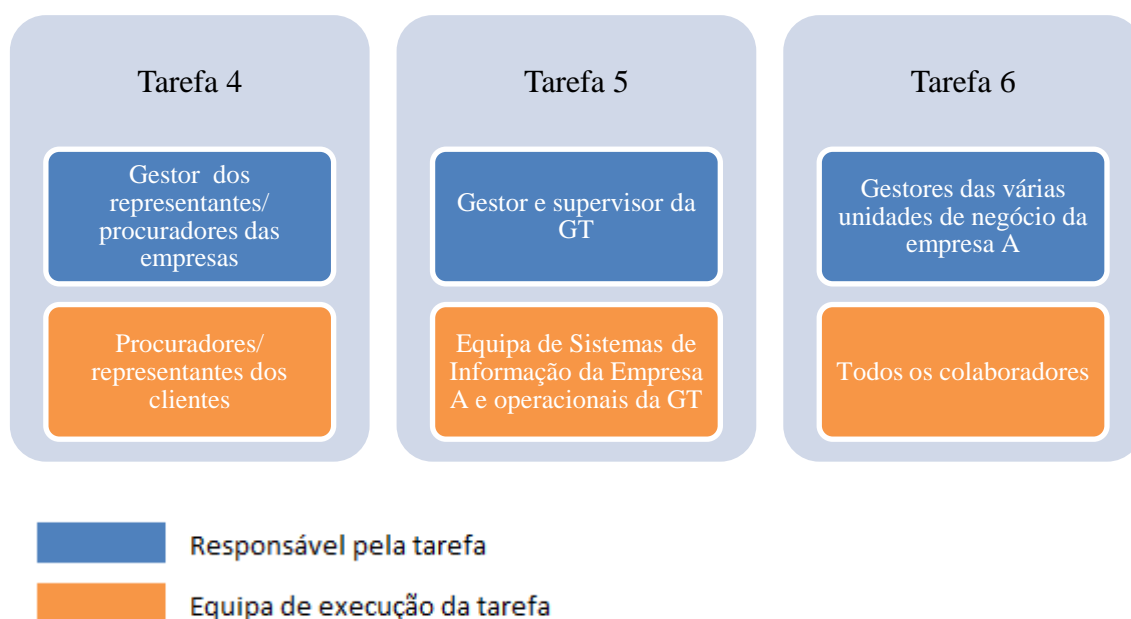 Tarefa 4
Gestor dos
representantes/
procuradores das
empresas
Procuradores/
representantes dos
clientes
Tarefa 5
Gestor e supervisor da
GT
Equipa de Sistemas de
Informação da Empresa
A e operacionais da GT
Tarefa 6
Gestores das várias
unidades de negócio da
empresa A
Todos os colaboradores
Responsável pela tarefa
Equipa de execução da tarefa